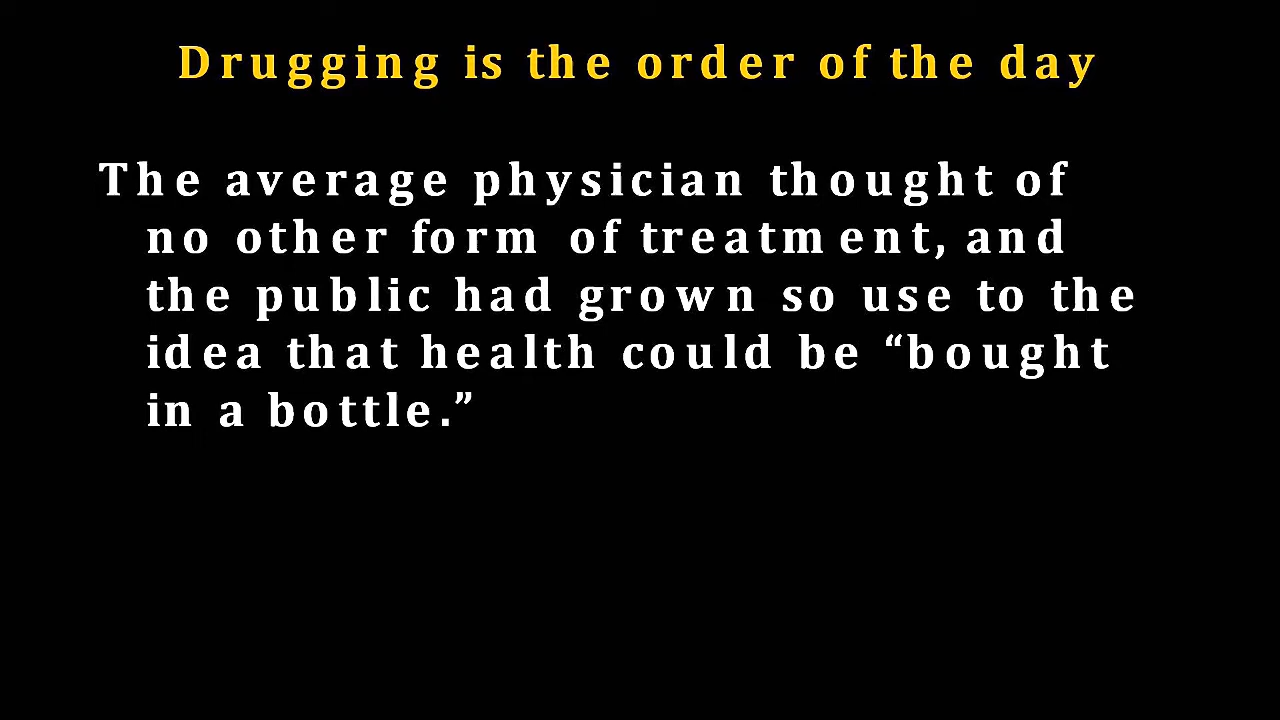 Drugging is the order of the day
The average physician thought of
no other form of treatment, and
the public had grown so use to the
idea that health could be “bought
in a bottle.”